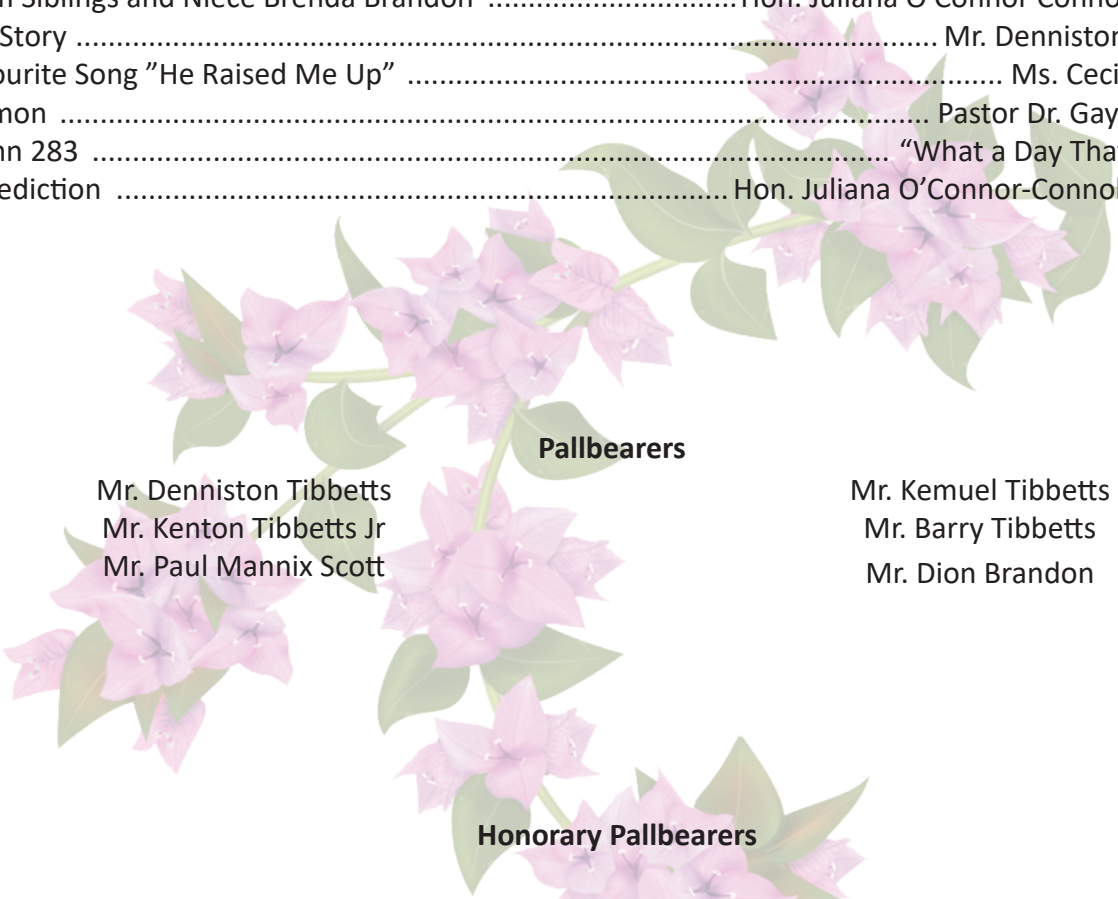 n Siblings and Niece Brenda Brandon ...............................Hon. Juliana O'Connor-Conno
Story ........................................................................................................... Mr. Denniston
ourite Song ”He Raised Me Up” .......................................................................... Ms. Ceci
mon ............................................................................................................ Pastor Dr. Gay
nn 283 ................................................................................................... “What a Day Tha
ediction ............................................................................ Hon. Juliana O’Connor-Connol
Pallbearers
Mr. Denniston Tibbetts
Mr. Kenton Tibbetts Jr
Mr. Paul Mannix Scott
Mr. Kemuel Tibbetts
Mr. Barry Tibbetts
Mr. Dion Brandon
Honorary Pallbearers